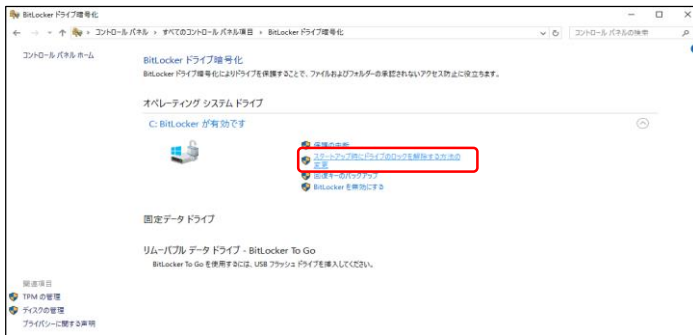 BitLocker ドライブ暗号化
コントロール パネル › すべてのコントロール パネル項目 › BitLocker ドライブ暗号化
コントロール パネルの検索
コントロール パネル ホーム
BitLocker ドライブ暗号化
BitLocker ドライブ暗号化によりドライブを保護することで、ファイルおよびフォルダーの承認されないアクセス防止に役立ちます。
オペレーティング システム ドライブ
C: BitLocker が有効です
保護の中断
スタートアップ時にドライブのロックを解除する方法の
変更
回復キーのバックアップ
BitLocker を無効にする
固定データ ドライブ
リムーバブル データ ドライブ - BitLocker To Go
BitLocker To Go を使用するには、USB フラッシュ ドライブを挿入してください。
関連項目
TPM の管理
ディスクの管理
プライバシーに関する声明